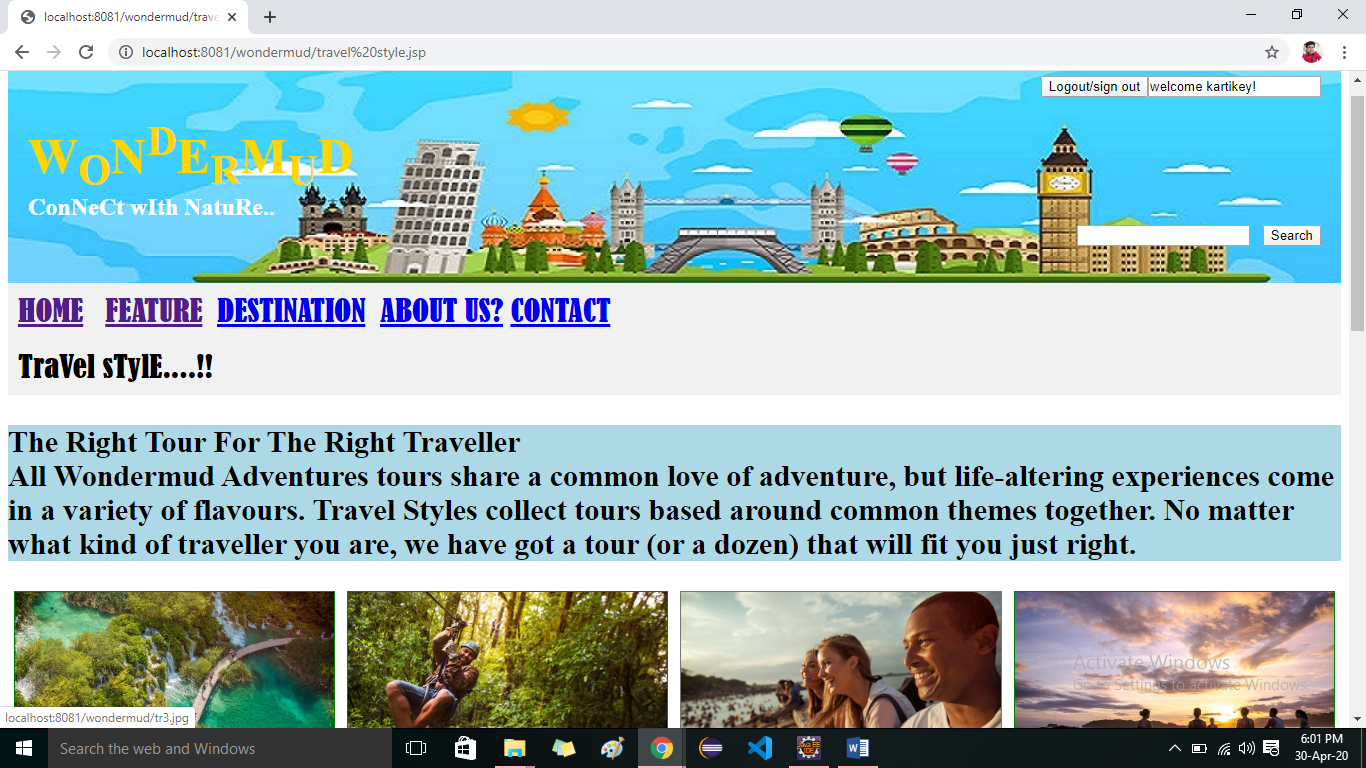 localhost:8081/wondermud/trave
localhost:8081/wondermud/travel%20style.jsp
Logout/sign out welcome kartikey!
WONDERMUD
ConNeCt wIth NatuRe..
Search
HOME FEATURE DESTINATION ABOUT US? CONTACT
TraVel sTylE....!!
The Right Tour For The Right Traveller
All Wondermud Adventures tours share a common love of adventure, but life-altering experiences come
in a variety of flavours. Travel Styles collect tours based around common themes together. No matter
what kind of traveller you are, we have got a tour (or a dozen) that will fit you just right.
Activate Windows
Go to Settings to activate Windows.
localhost:8081/wondermud/tr3.jpg
Search the web and Windows
Java EE
IDE
6:01 PM
30-Apr-20